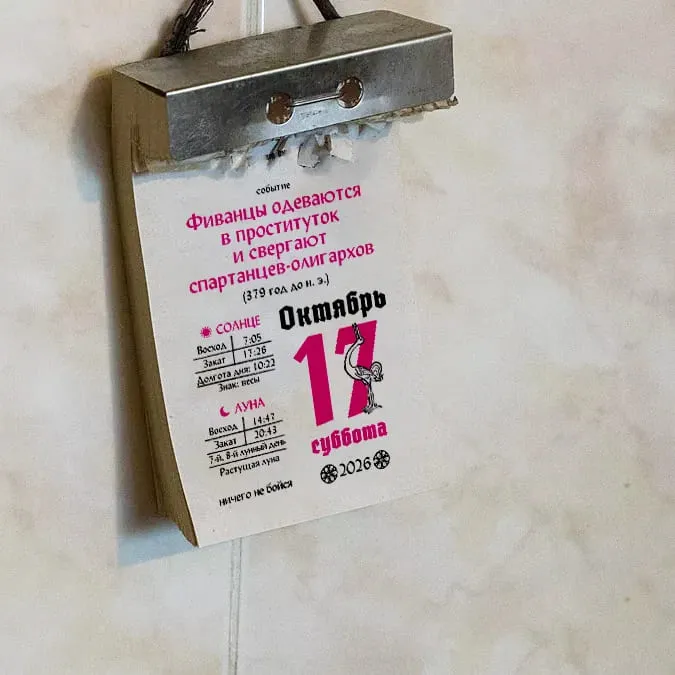 событие
Фиванцы одеваются
в проституток
и свергают
спартанцев-олигархов
(379 год до н. э.)
Октябрь
СОЛНЦЕ
Восход 7:05
Закат 17:26
Долгота дня: 10:22
Знак: весы
17
ЛУНА
Восход 14:47
Закат 20:43
7-й, 8-й лунный день
Растущая луна
суббота
2026
ничего не бойся